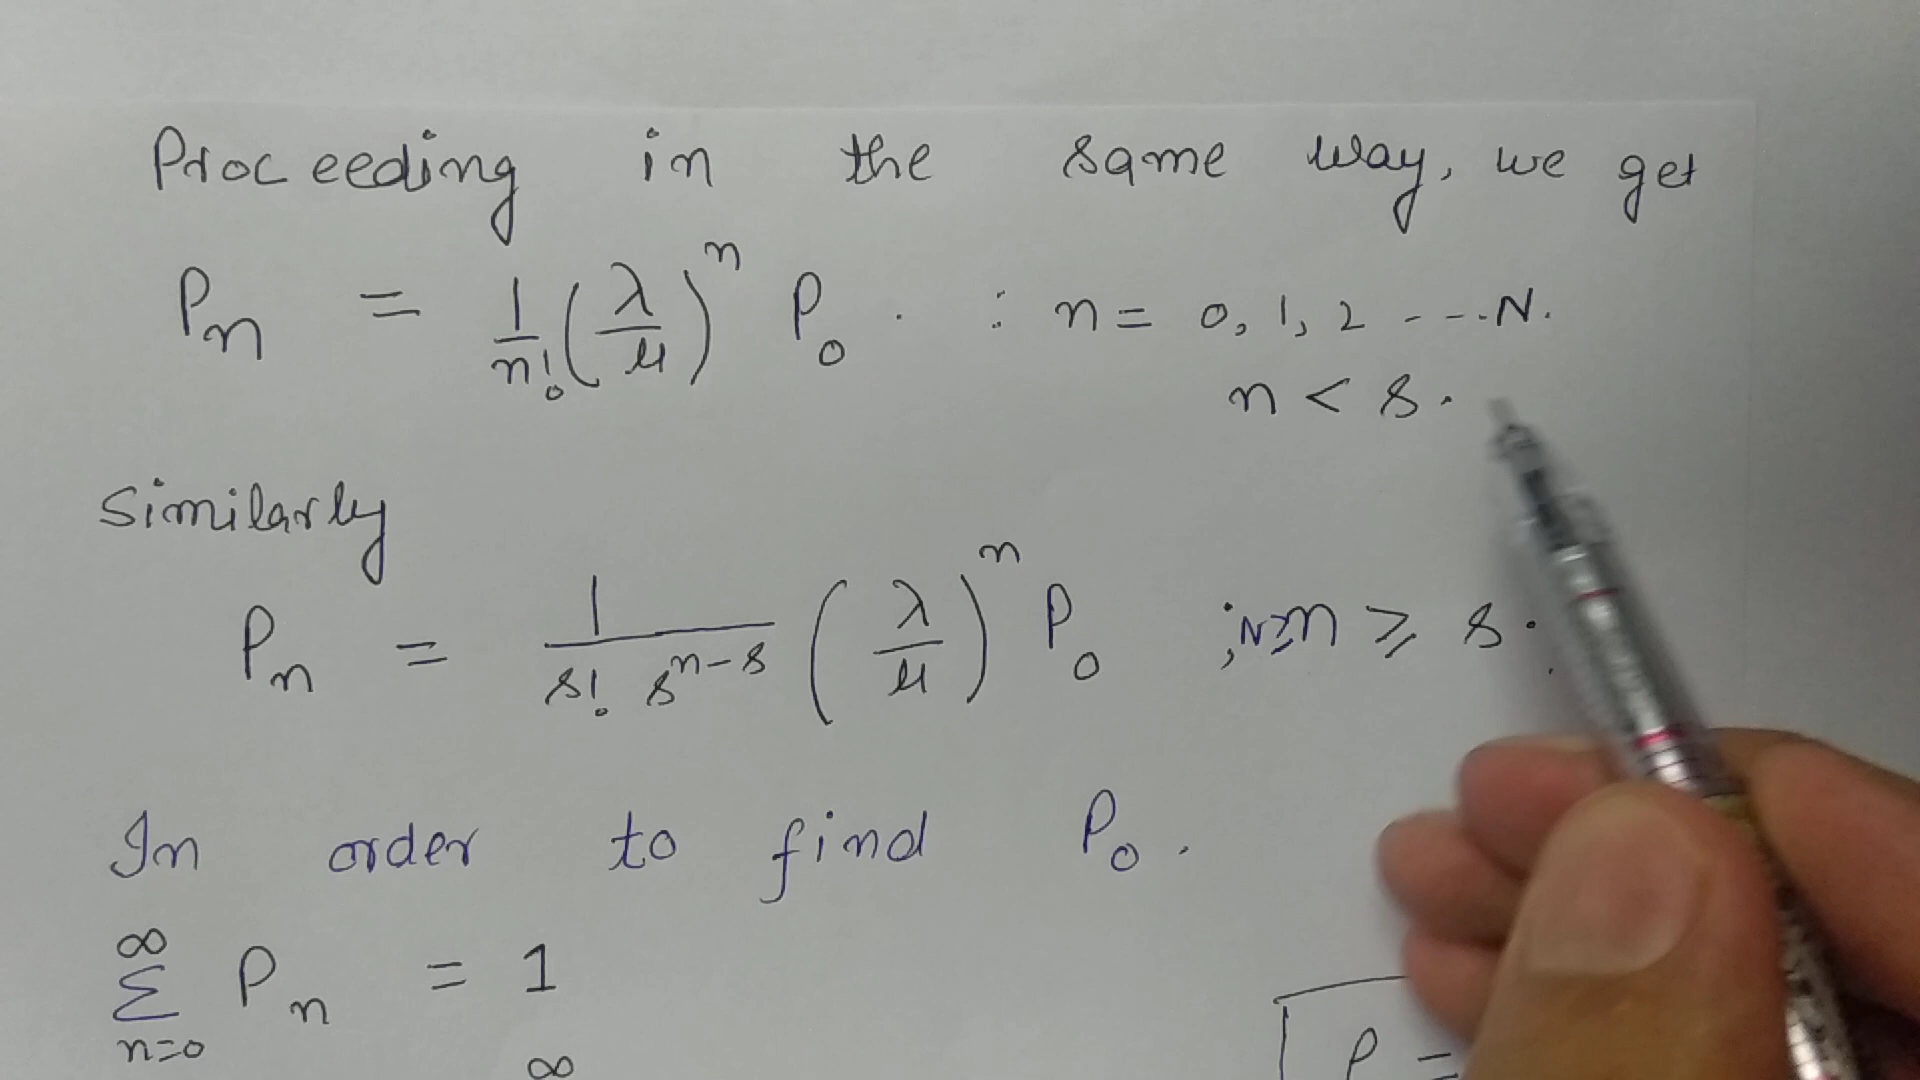 Proceeding in the same way, we get
Pn = 1/n! (λ/μ)^n P0 . : n = 0, 1, 2 ---- N.
n < s.
Similarly
Pn = 1/(s! s^(n-s)) (λ/μ)^n P0 ; N≥n ≥ s.
In order to find P0.
∞
Σ Pn = 1
n=0
∞
P =